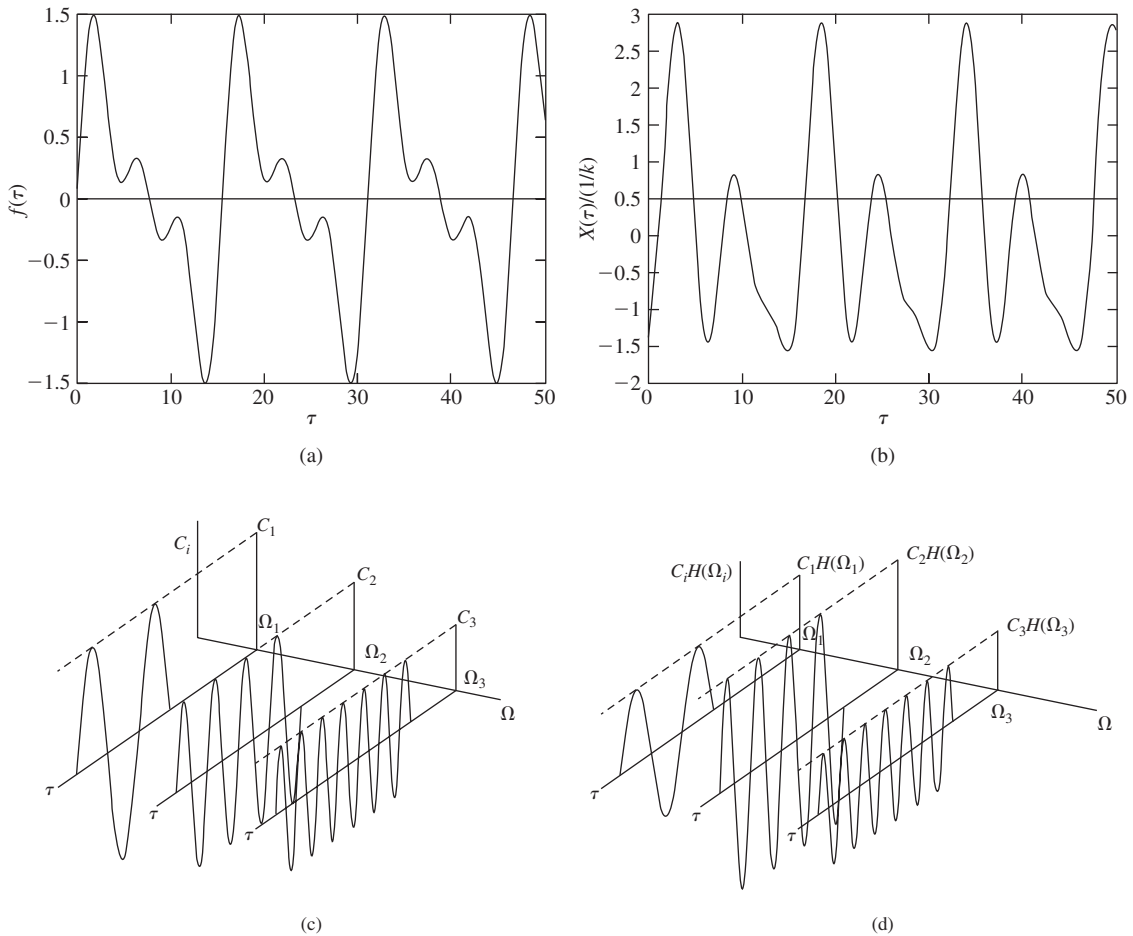 1.5
1
0.5
0
−0.5
−1
−1.5
f(τ)
0 10 20 30 40 50
τ
(a)
3
2.5
2
1.5
1
0.5
0
−0.5
−1
−1.5
−2
X(τ)/(1/k)
0 10 20 30 40 50
τ
(b)
C₁
Cᵢ
C₂
C₃
Ω₁
Ω₂
Ω₃
Ω
τ
τ
τ
(c)
C₂H(Ω₂)
CᵢH(Ωᵢ)
C₁H(Ω₁)
C₃H(Ω₃)
Ω₁
Ω₂
Ω₃
Ω
τ
τ
τ
(d)